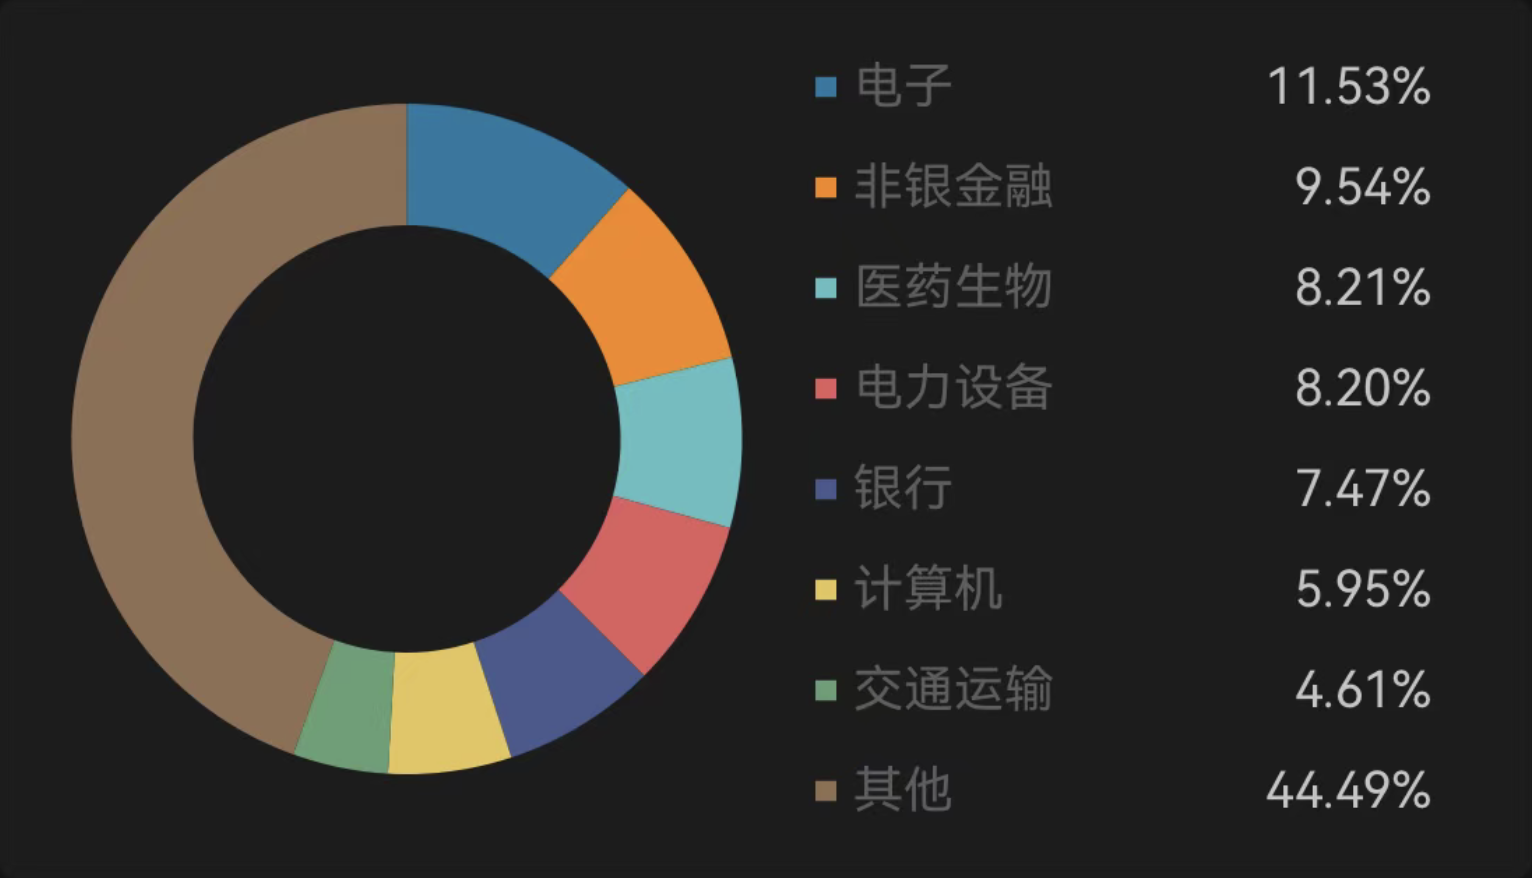 电子 11.53%
非银金融 9.54%
医药生物 8.21%
电力设备 8.20%
银行 7.47%
计算机 5.95%
交通运输 4.61%
其他 44.49%